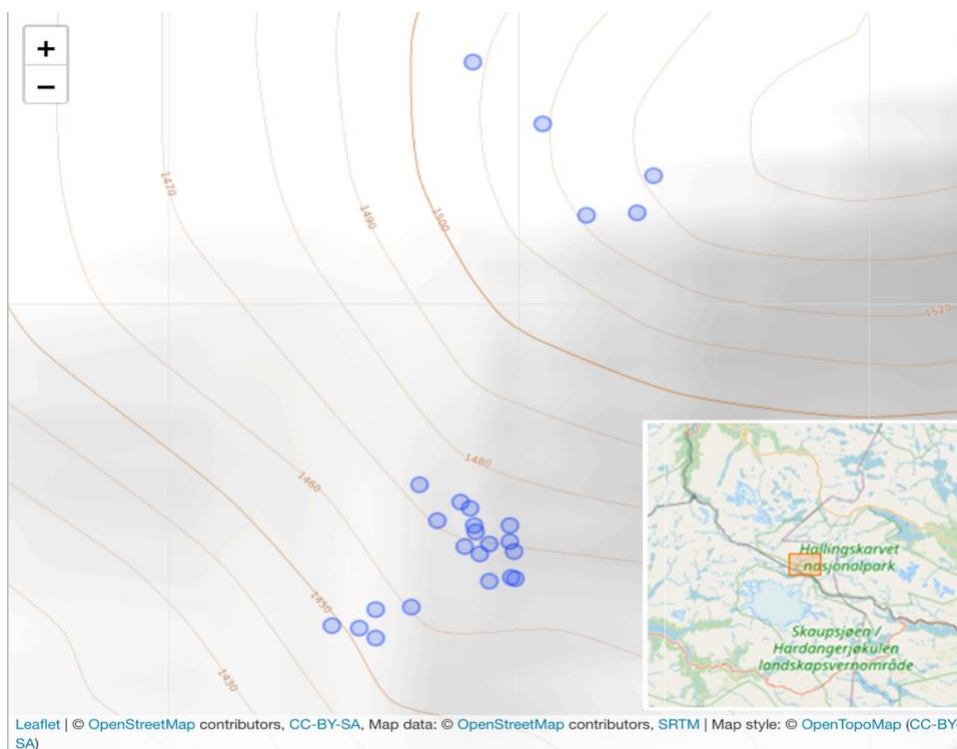 +
−
1470
1490
1500
1520
1480
1460
1450
1430
Hallingskarvet
nasjonalpark
Skaupsjøen /
Hardangerjøkulen
landskapsvernområde
Leaflet | © OpenStreetMap contributors, CC-BY-SA, Map data: © OpenStreetMap contributors, SRTM | Map style: © OpenTopoMap (CC-BY-
SA)